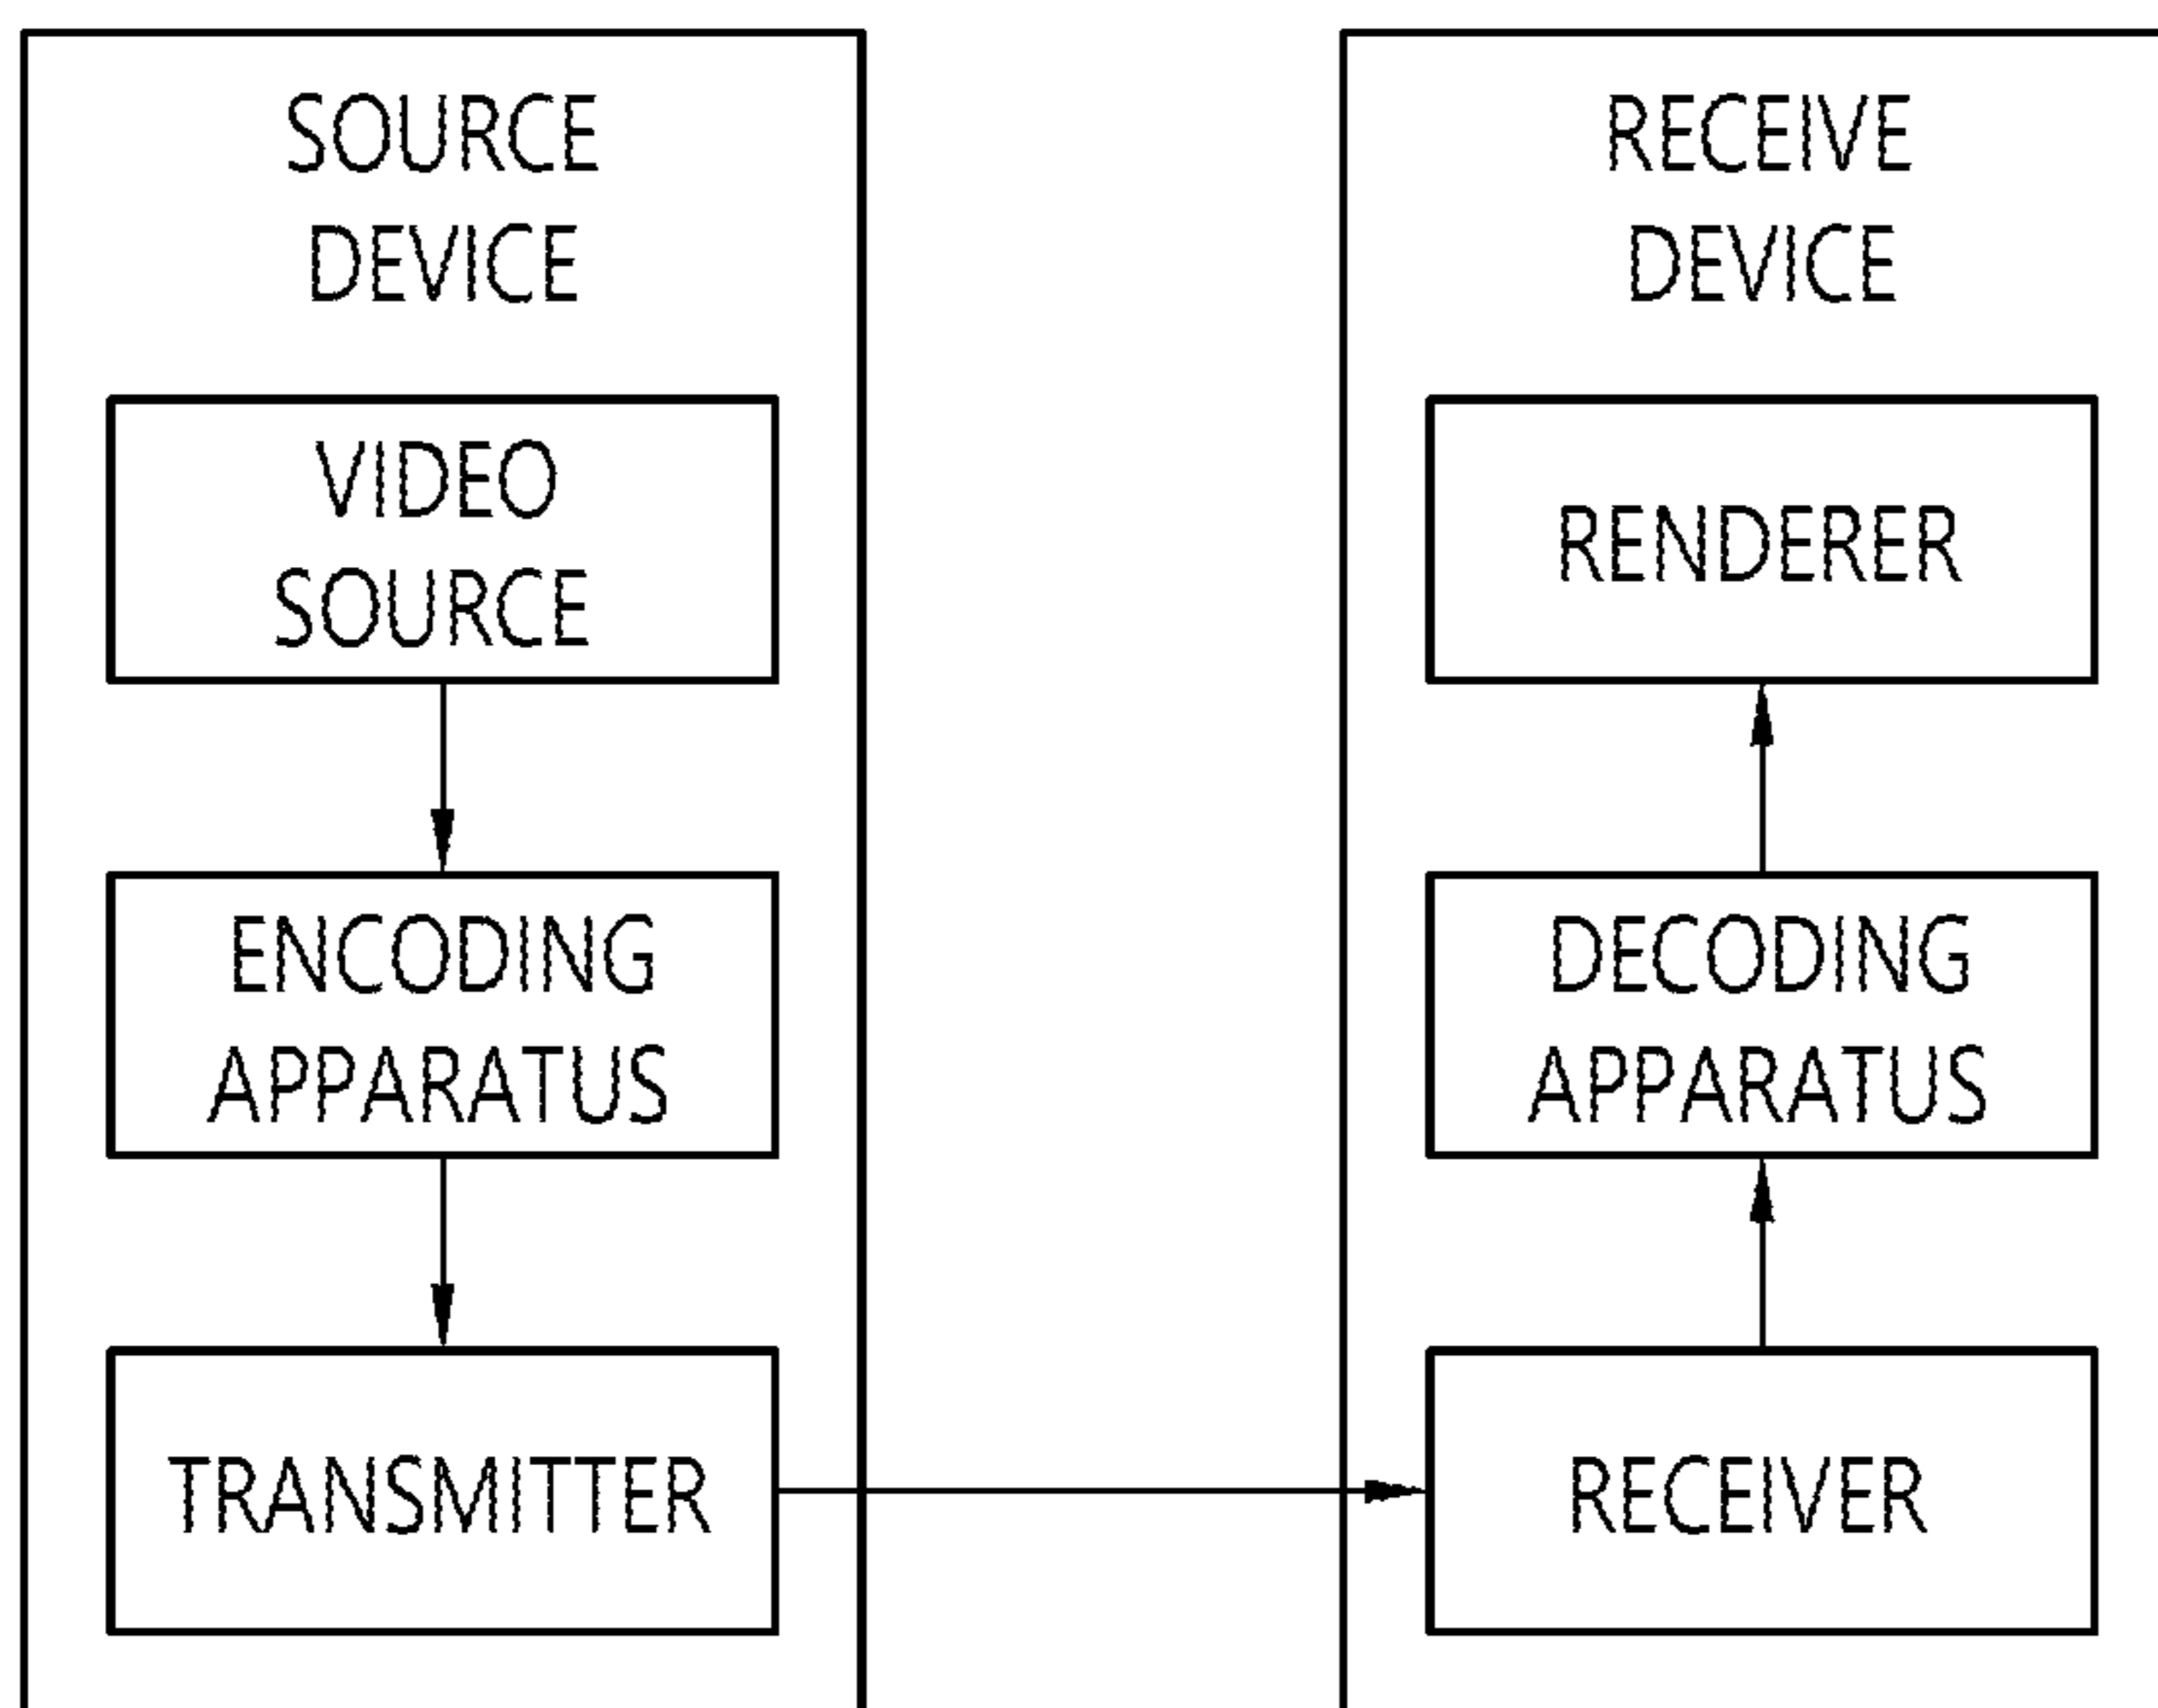 SOURCE
DEVICE
VIDEO
SOURCE
ENCODING
APPARATUS
TRANSMITTER
RECEIVE
DEVICE
RENDERER
DECODING
APPARATUS
RECEIVER